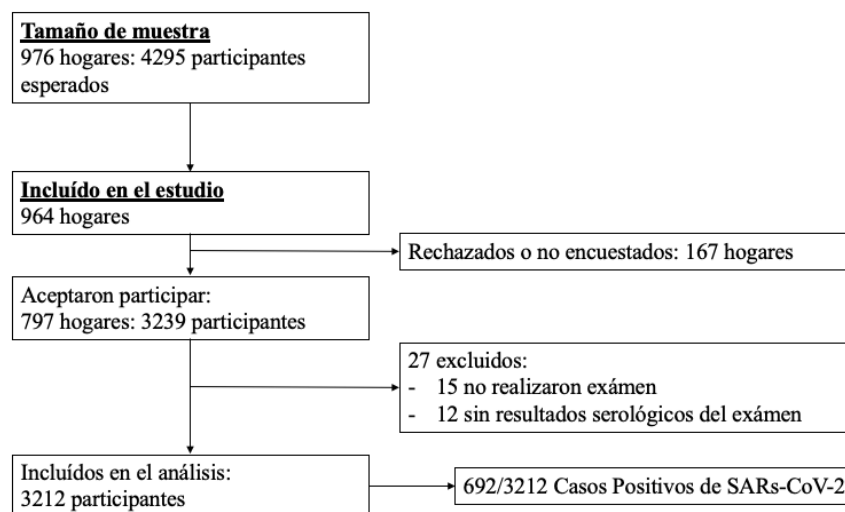 Tamaño de muestra
976 hogares: 4295 participantes
esperados
Incluído en el estudio
964 hogares
Rechazados o no encuestados: 167 hogares
Aceptaron participar:
797 hogares: 3239 participantes
27 excluidos:
- 15 no realizaron exámen
- 12 sin resultados serológicos del exámen
Incluídos en el análisis:
3212 participantes
692/3212 Casos Positivos de SARs-CoV-2